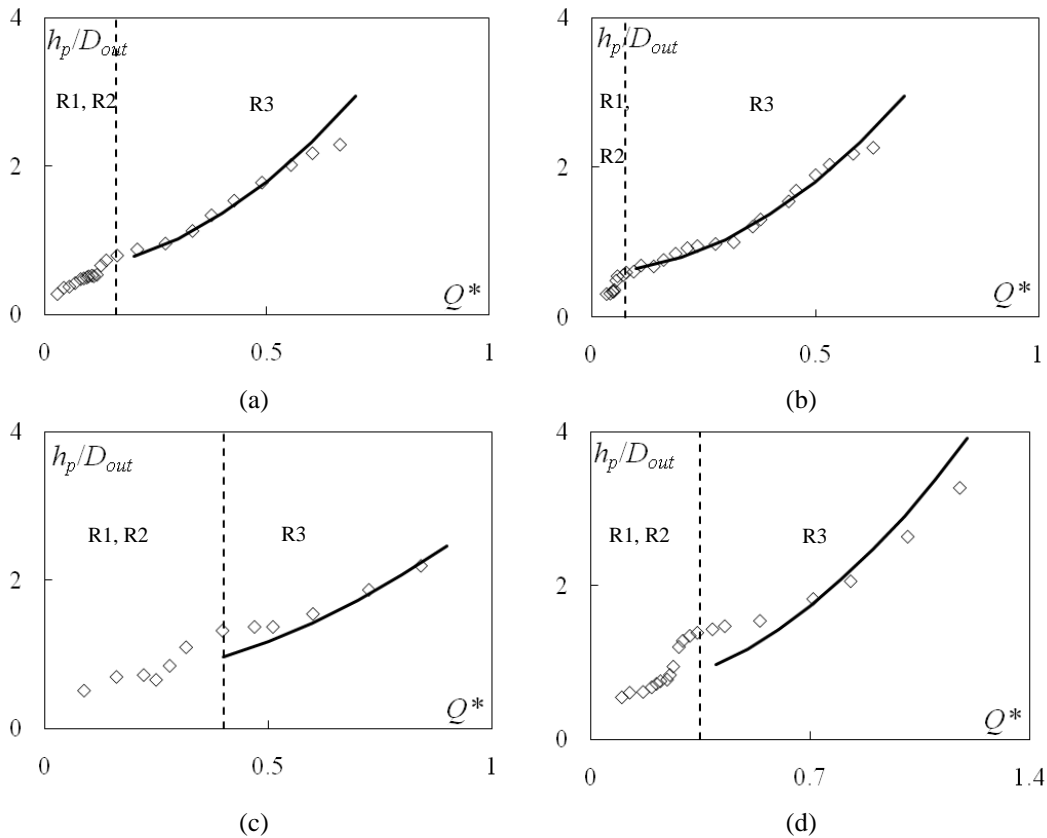 4
h_p/D_out
R1, R2
R3
2
0
Q*
0 0.5 1
(a)
4
h_p/D_out
R1,
R3
R2
2
0
Q*
0 0.5 1
(b)
4
h_p/D_out
R1, R2
R3
2
0
Q*
0 0.5 1
(c)
4
h_p/D_out
R1, R2
R3
2
0
Q*
0 0.7 1.4
(d)